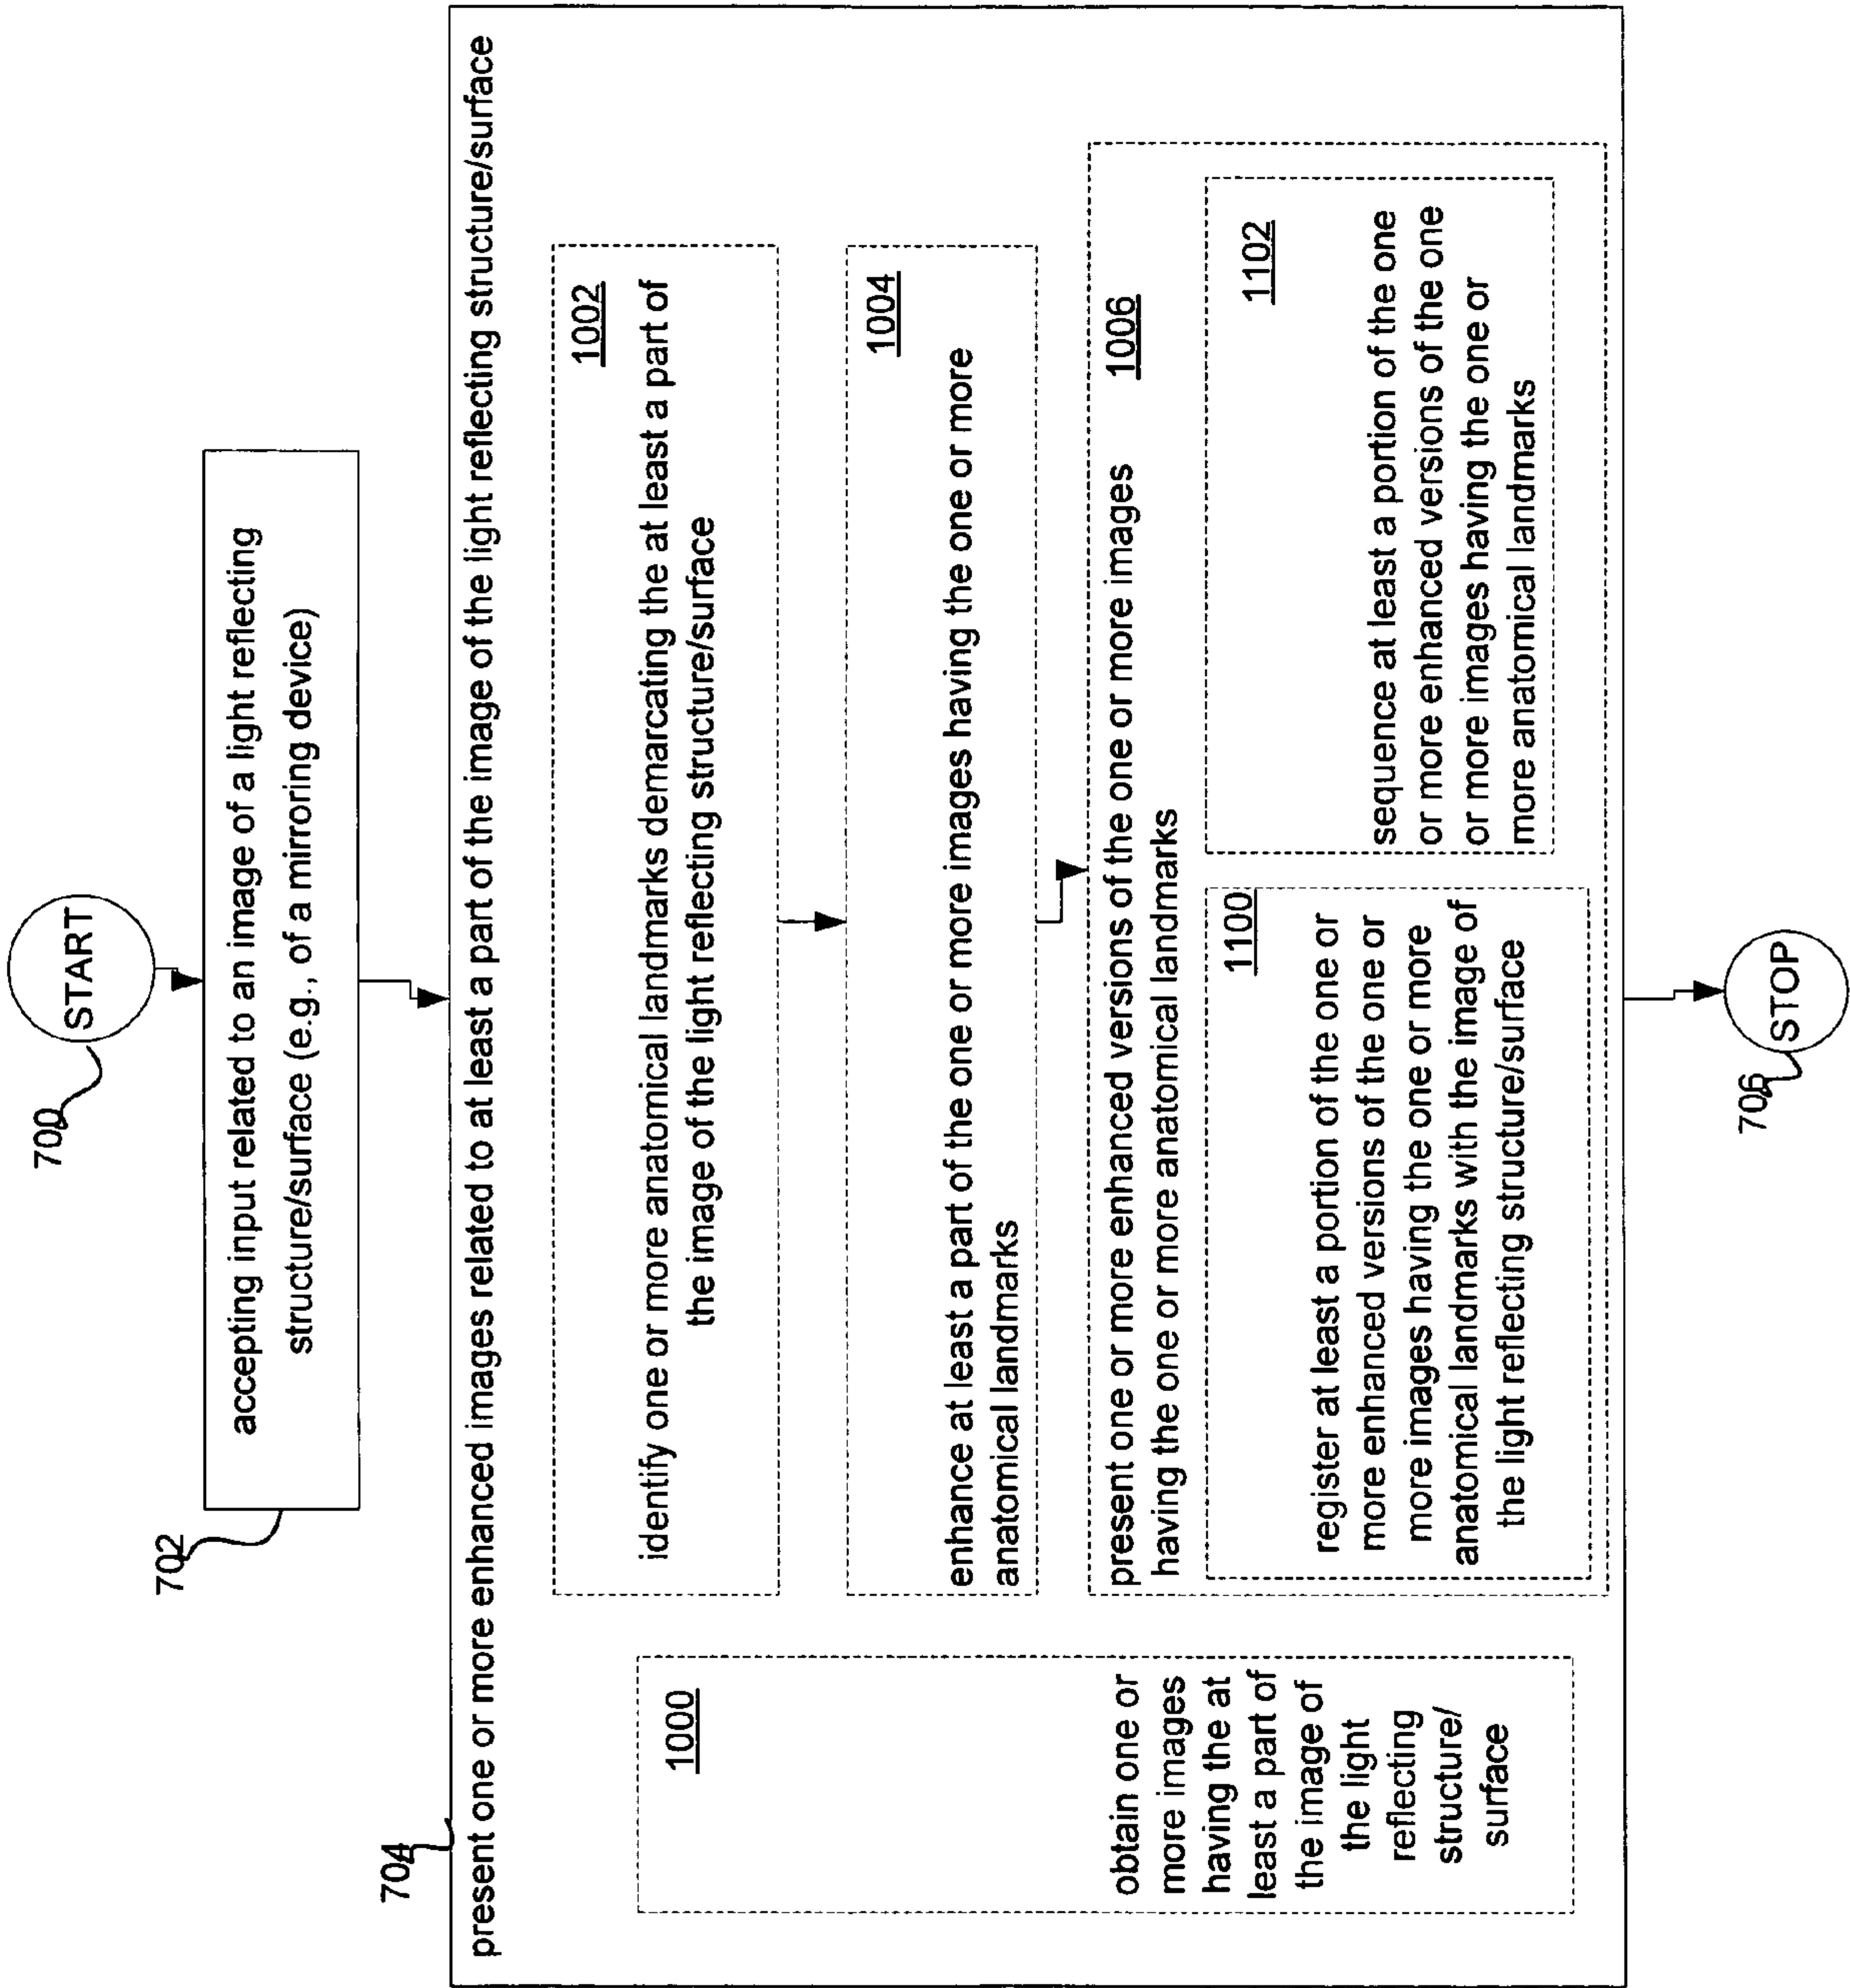 START
700
accepting input related to an image of a light reflecting
structure/surface (e.g., of a mirroring device)
702
present one or more enhanced images related to at least a part of the image of the light reflecting structure/surface
704
1000
obtain one or
more images
having the at
least a part of
the image of
the light
reflecting
structure/
surface
1002
identify one or more anatomical landmarks demarcating the at least a part of
the image of the light reflecting structure/surface
1004
enhance at least a part of the one or more images having the one or more
anatomical landmarks
present one or more enhanced versions of the one or more images
1006
having the one or more anatomical landmarks
1100
register at least a portion of the one or
more enhanced versions of the one or
more images having the one or more
anatomical landmarks with the image of
the light reflecting structure/surface
1102
sequence at least a portion of the one
or more enhanced versions of the one
or more images having the one or
more anatomical landmarks
STOP
706